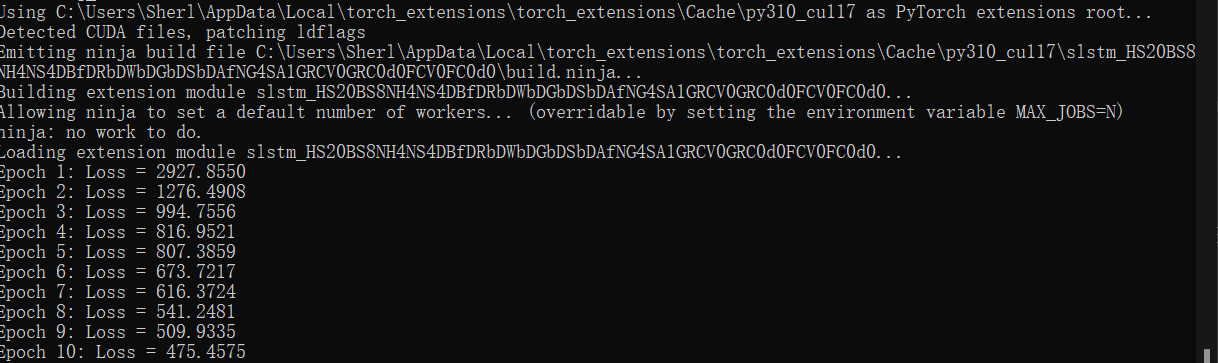 Using C:\Users\Sherl\AppData\Local\torch_extensions\torch_extensions\Cache\py310_cu117 as PyTorch extensions root...
Detected CUDA files, patching ldflags
Emitting ninja build file C:\Users\Sherl\AppData\Local\torch_extensions\torch_extensions\Cache\py310_cu117\slstm_HS20BS8
NH4NS4DBfDRbDWbDGbDSbDAfNG4SA1GRCV0GRC0d0FCV0FC0d0\build.ninja...
Building extension module slstm_HS20BS8NH4NS4DBfDRbDWbDGbDSbDAfNG4SA1GRCV0GRC0d0FCV0FC0d0...
Allowing ninja to set a default number of workers... (overridable by setting the environment variable MAX_JOBS=N)
ninja: no work to do.
Loading extension module slstm_HS20BS8NH4NS4DBfDRbDWbDGbDSbDAfNG4SA1GRCV0GRC0d0FCV0FC0d0...
Epoch 1: Loss = 2927.8550
Epoch 2: Loss = 1276.4908
Epoch 3: Loss = 994.7556
Epoch 4: Loss = 816.9521
Epoch 5: Loss = 807.3859
Epoch 6: Loss = 673.7217
Epoch 7: Loss = 616.3724
Epoch 8: Loss = 541.2481
Epoch 9: Loss = 509.9335
Epoch 10: Loss = 475.4575